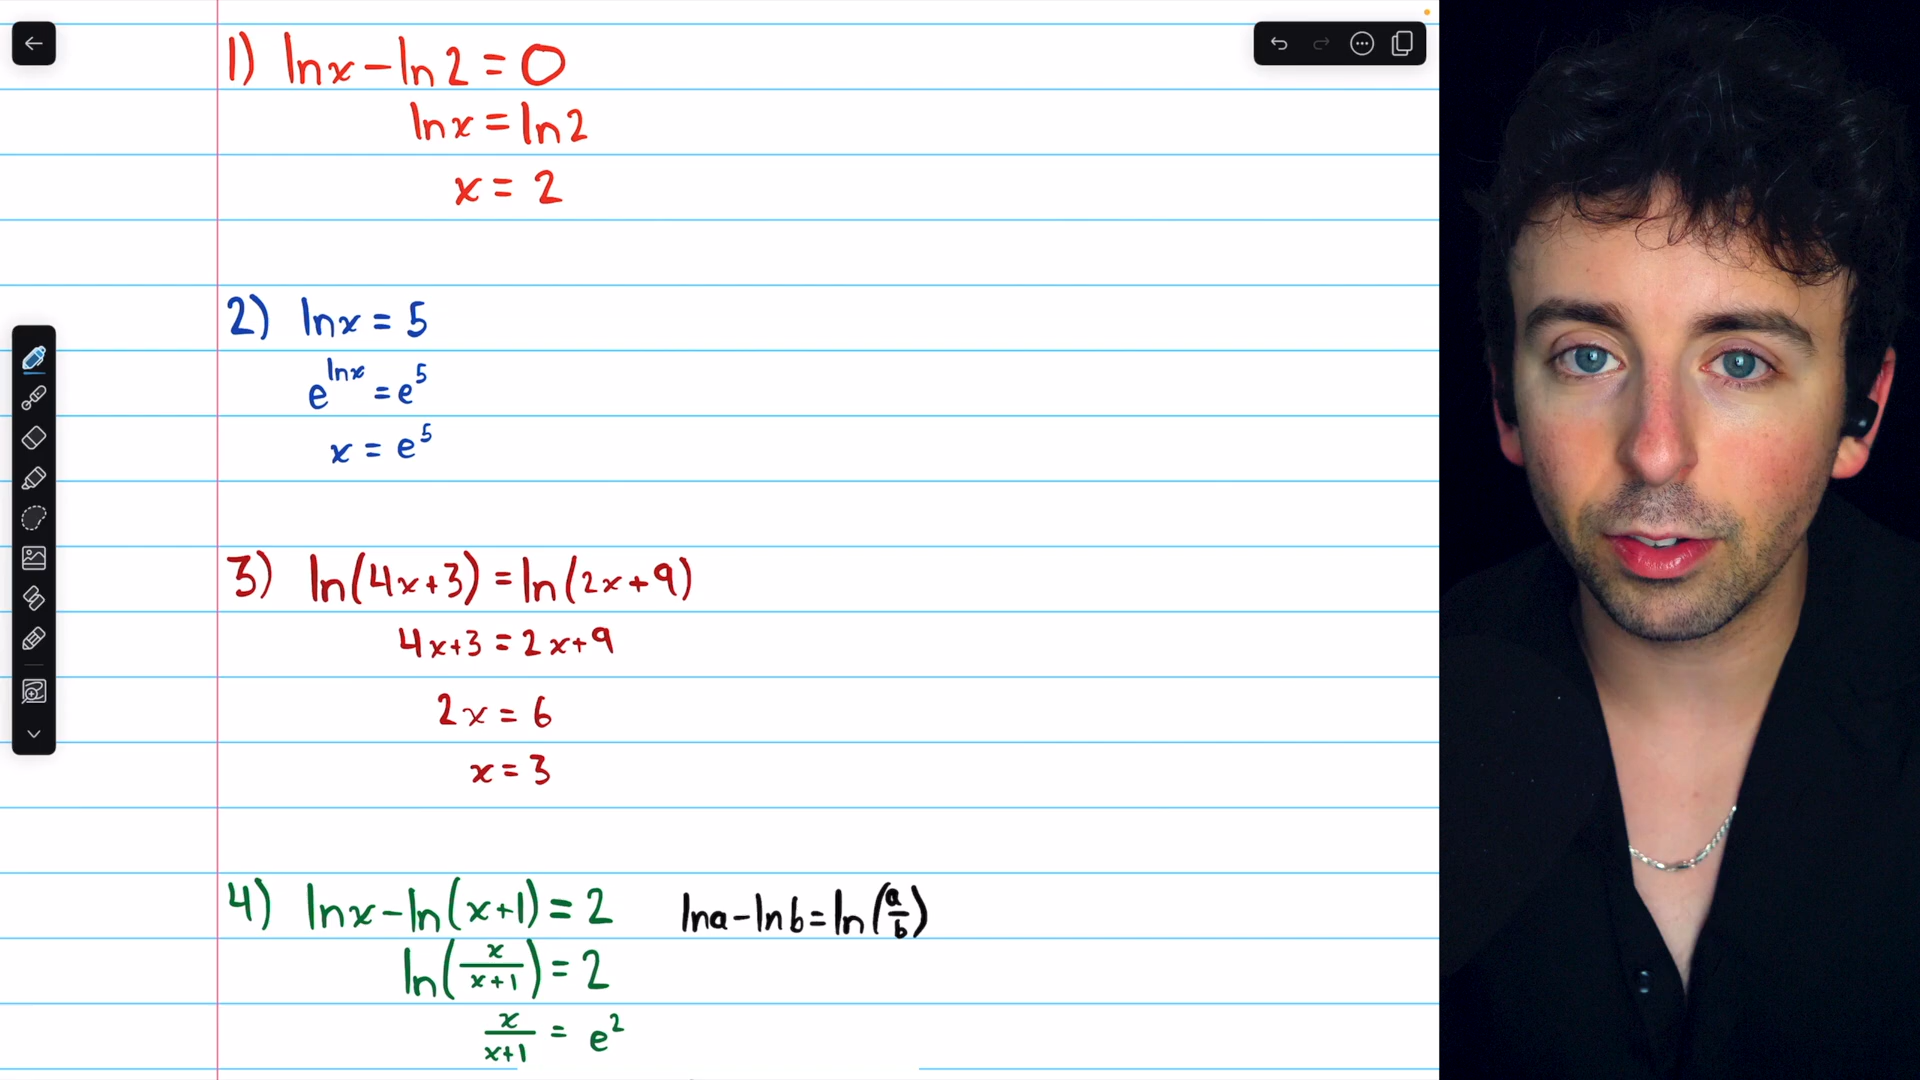 1) lnx-ln2=0
lnx=ln2
x=2
2) lnx=5
e^lnx=e^5
x=e^5
3) ln(4x+3)=ln(2x+9)
4x+3=2x+9
2x=6
x=3
4) lnx-ln(x+1)=2 lna-lnb=ln(a/b)
ln(x/x+1)=2
x/x+1=e^2